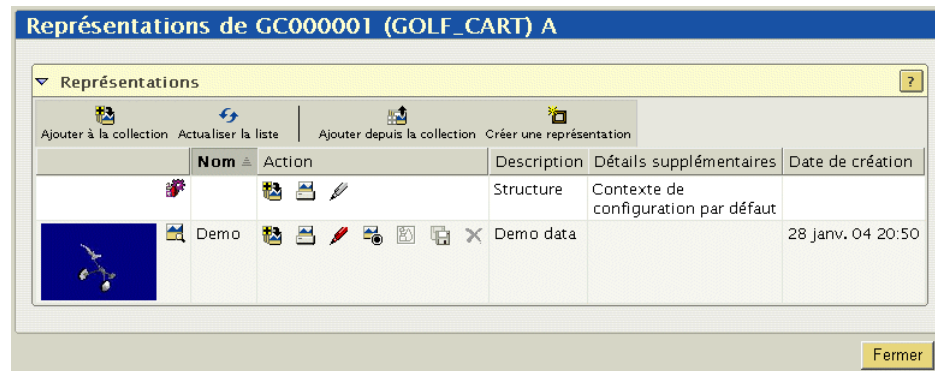 Représentations de GC000001 (GOLF_CART) A
Représentations
?
Ajouter à la collection Actualiser la liste Ajouter depuis la collection Créer une représentation
Nom Action Description Détails supplémentaires Date de création
Structure Contexte de
configuration par défaut
Demo Demo data 28 janv. 04 20:50
Fermer